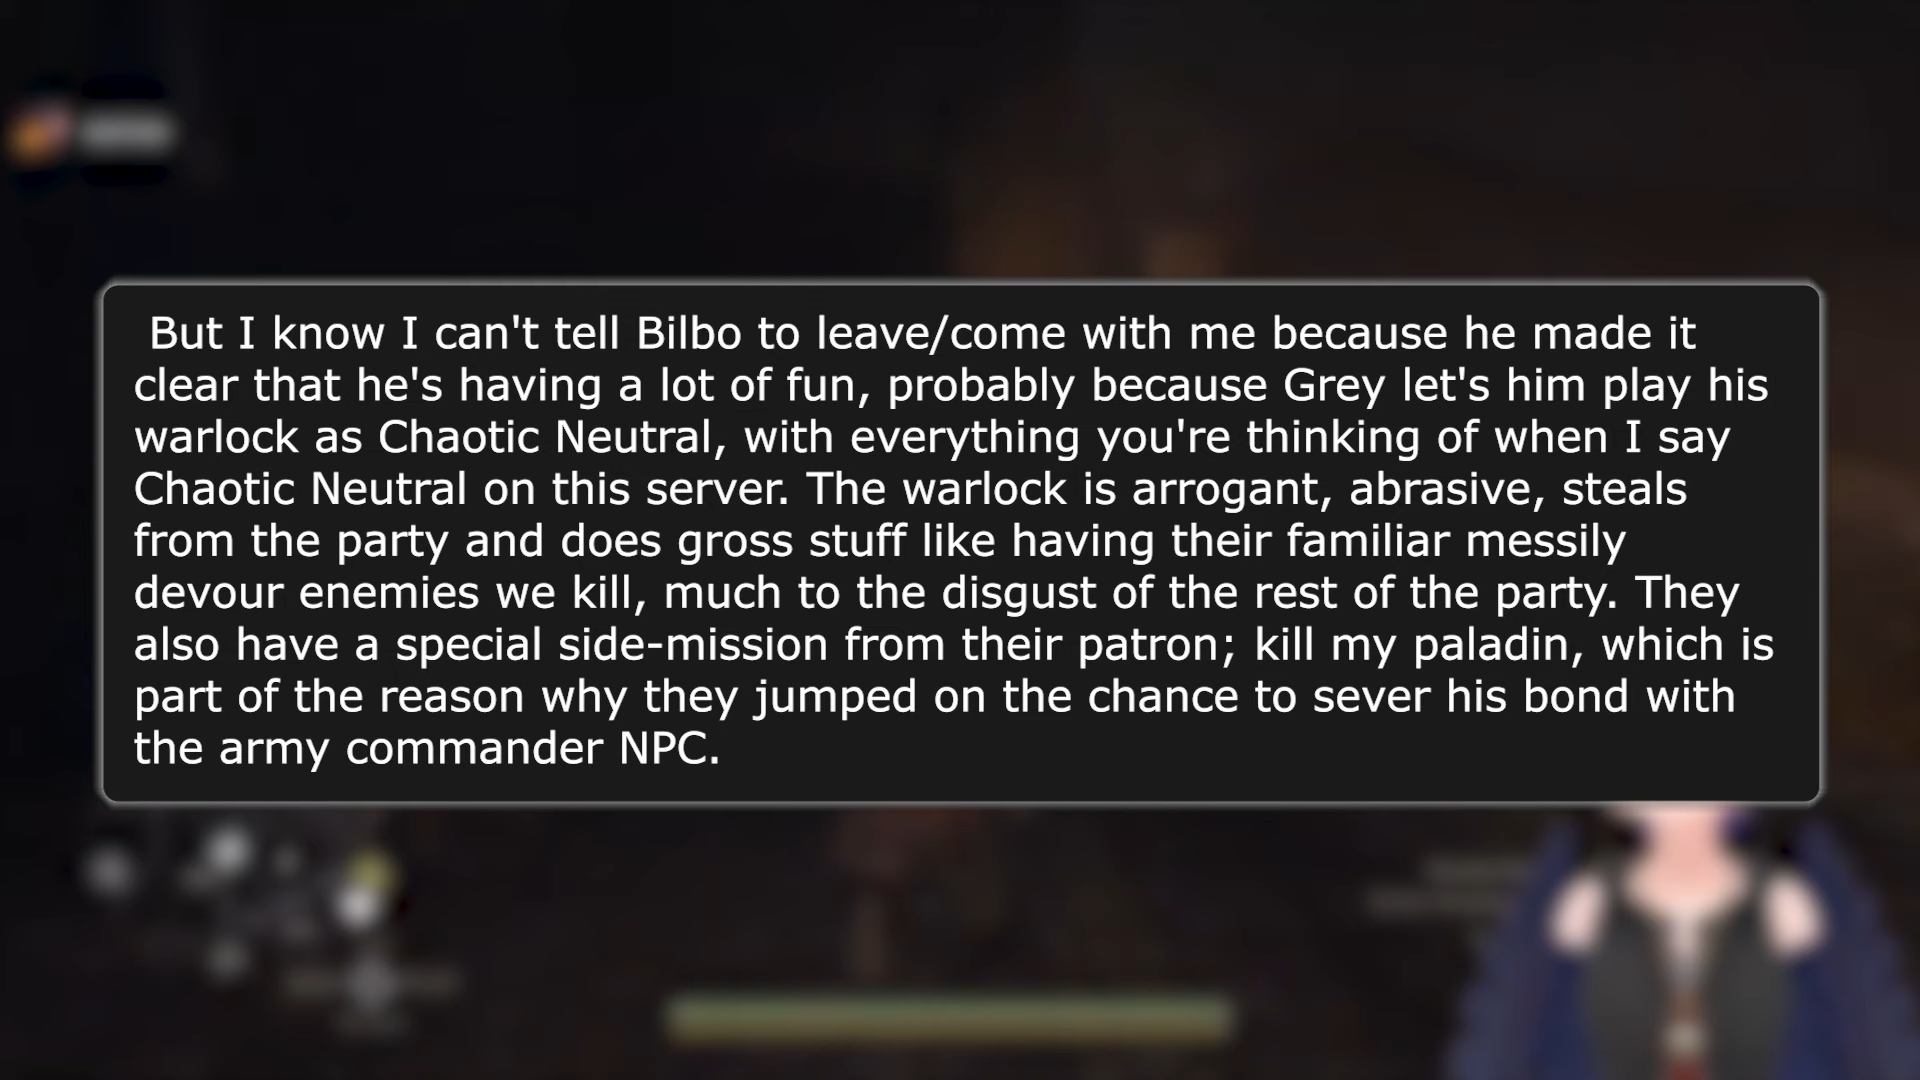 But I know I can't tell Bilbo to leave/come with me because he made it
clear that he's having a lot of fun, probably because Grey let's him play his
warlock as Chaotic Neutral, with everything you're thinking of when I say
Chaotic Neutral on this server. The warlock is arrogant, abrasive, steals
from the party and does gross stuff like having their familiar messily
devour enemies we kill, much to the disgust of the rest of the party. They
also have a special side-mission from their patron; kill my paladin, which is
part of the reason why they jumped on the chance to sever his bond with
the army commander NPC.